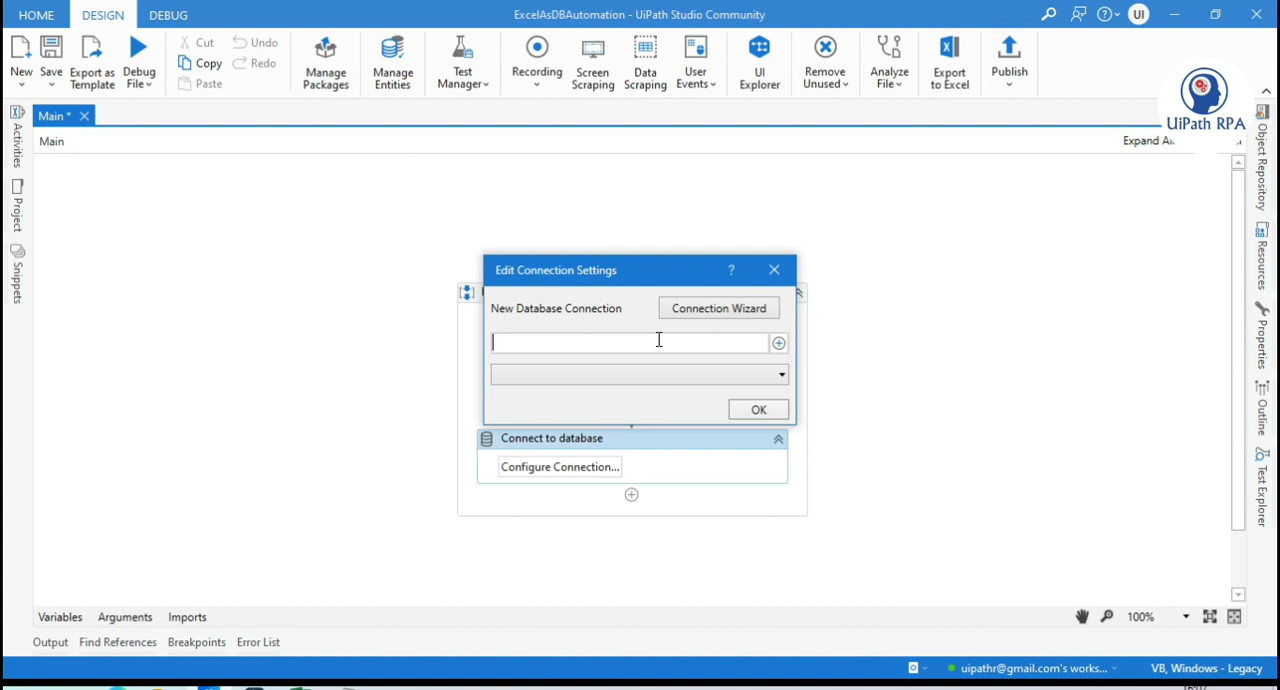 HOME DESIGN DEBUG
ExcelAsDBAutomation - UiPath Studio Community
UI
New Save Export as Template Debug File
Cut Copy Paste
Undo Redo
Manage Packages
Manage Entities
Test Manager
Recording
Screen Scraping
Data Scraping
User Events
UI Explorer
Remove Unused
Analyze File
Export to Excel
Publish
UiPath RPA
Main *
Main
Activities
Project
Snippets
Object Repository
Resources
Properties
Outline
Test Explorer
Edit Connection Settings ?
New Database Connection Connection Wizard
OK
Connect to database
Configure Connection...
Variables Arguments Imports 100%
Output Find References Breakpoints Error List
uipathr@gmail.com's works... VB, Windows - Legacy